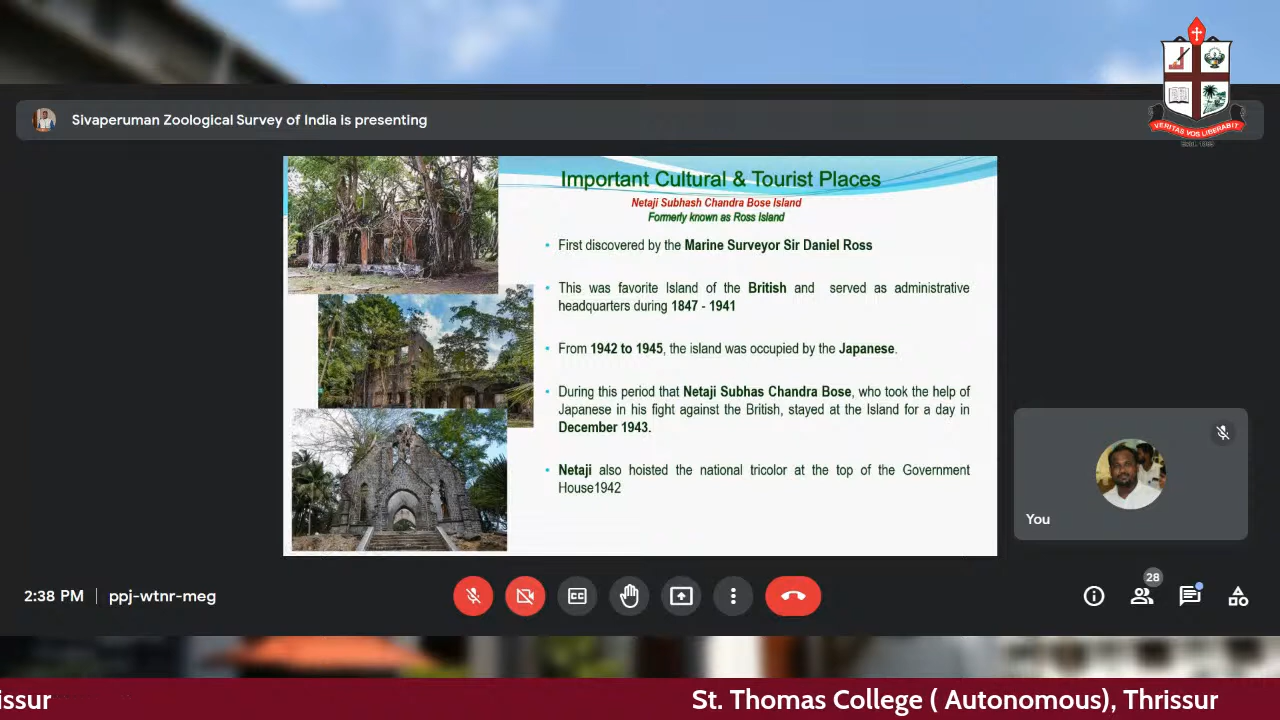 Sivaperuman Zoological Survey of India is presenting
VERITAS VOS LIBERABIT
Important Cultural & Tourist Places
Netaji Subhash Chandra Bose Island
Formerly known as Ross Island
• First discovered by the Marine Surveyor Sir Daniel Ross
• This was favorite Island of the British and served as administrative
headquarters during 1847 - 1941
• From 1942 to 1945, the island was occupied by the Japanese.
• During this period that Netaji Subhas Chandra Bose, who took the help of
Japanese in his fight against the British, stayed at the Island for a day in
December 1943.
• Netaji also hoisted the national tricolor at the top of the Government
House1942
You
2:38 PM | ppj-wtnr-meg
CC
28
issur
St. Thomas College ( Autonomous), Thrissur